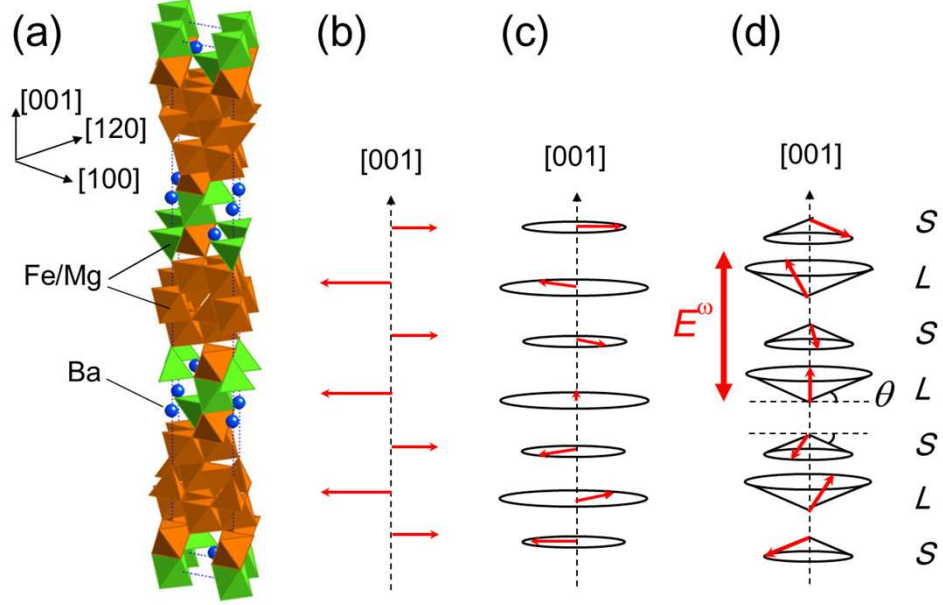 (a)
(b)
(c)
(d)
[001]
[120]
[100]
Fe/Mg
Ba
[001]
[001]
[001]
E^ω
θ
S
L
S
L
S
L
S